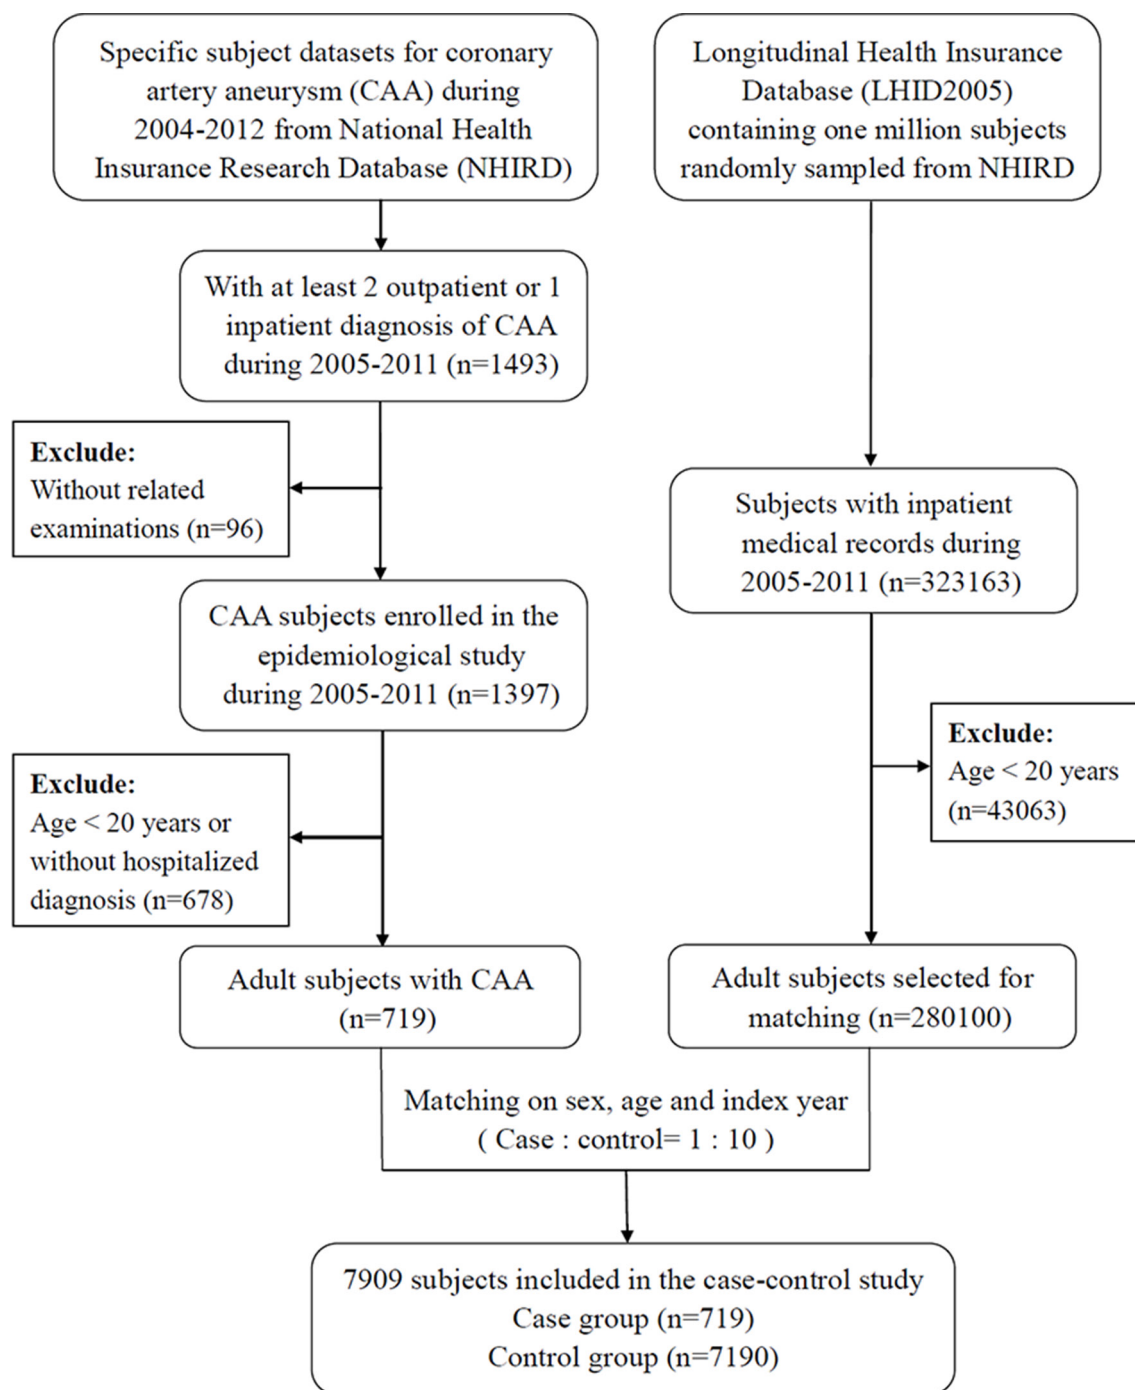 Specific subject datasets for coronary
artery aneurysm (CAA) during
2004-2012 from National Health
Insurance Research Database (NHIRD)
Longitudinal Health Insurance
Database (LHID2005)
containing one million subjects
randomly sampled from NHIRD
With at least 2 outpatient or 1
inpatient diagnosis of CAA
during 2005-2011 (n=1493)
Exclude:
Without related
examinations (n=96)
Subjects with inpatient
medical records during
2005-2011 (n=323163)
CAA subjects enrolled in the
epidemiological study
during 2005-2011 (n=1397)
Exclude:
Age < 20 years
(n=43063)
Exclude:
Age < 20 years or
without hospitalized
diagnosis (n=678)
Adult subjects with CAA
(n=719)
Adult subjects selected for
matching (n=280100)
Matching on sex, age and index year
( Case : control= 1 : 10 )
7909 subjects included in the case-control study
Case group (n=719)
Control group (n=7190)